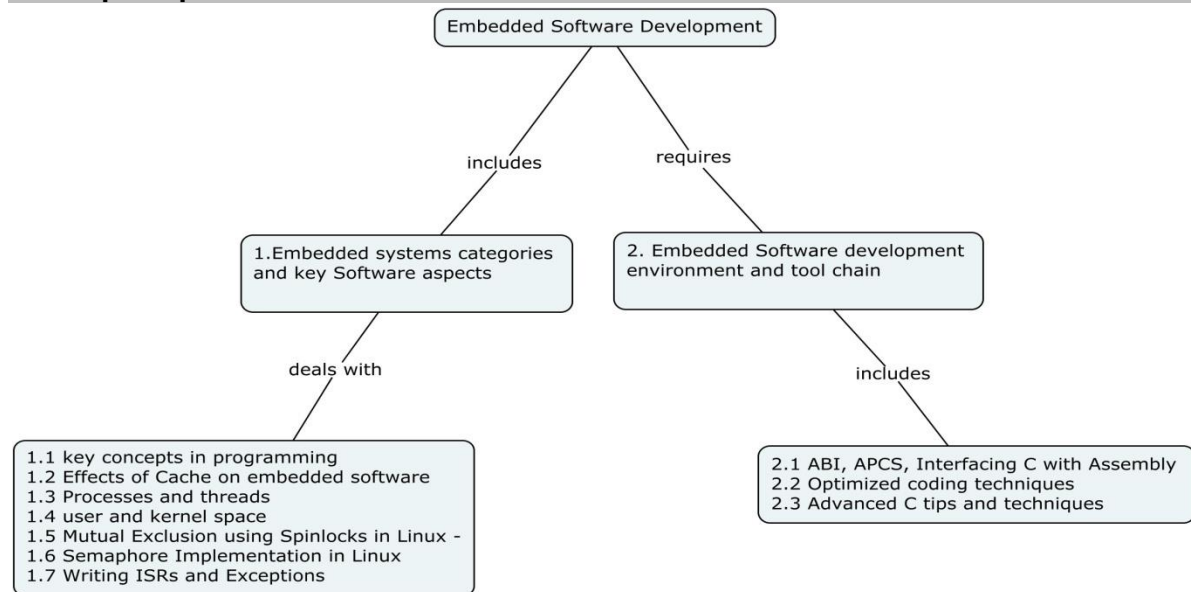 Embedded Software Development
includes
requires
1.Embedded systems categories
and key Software aspects
2. Embedded Software development
environment and tool chain
deals with
includes
1.1 key concepts in programming
1.2 Effects of Cache on embedded software
1.3 Processes and threads
1.4 user and kernel space
1.5 Mutual Exclusion using Spinlocks in Linux -
1.6 Semaphore Implementation in Linux
1.7 Writing ISRs and Exceptions
2.1 ABI, APCS, Interfacing C with Assembly
2.2 Optimized coding techniques
2.3 Advanced C tips and techniques